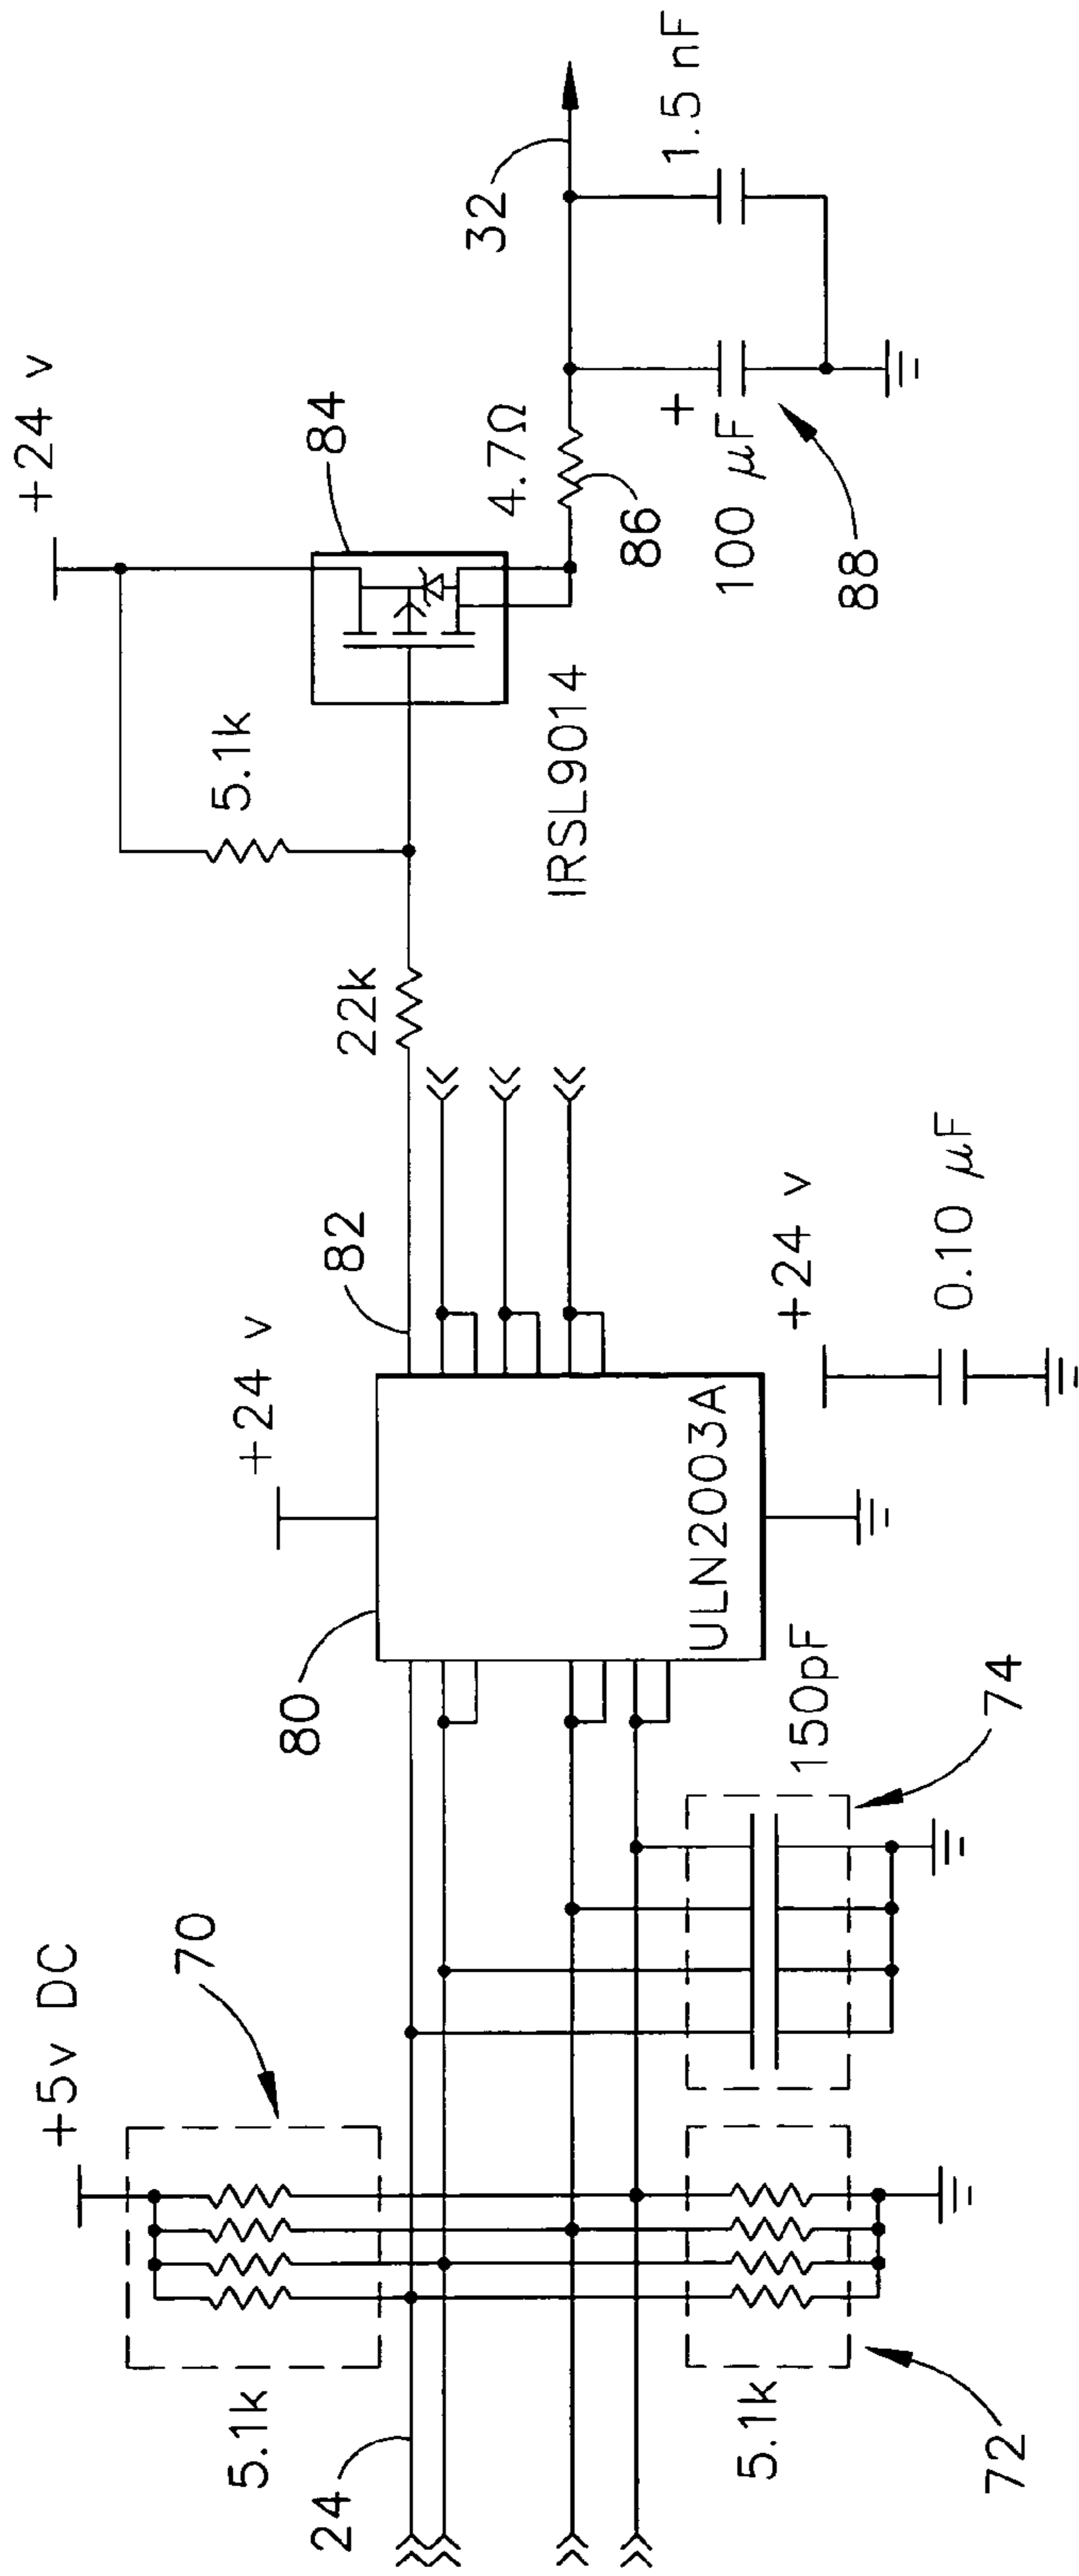 +5v DC
70
5.1k
24
5.1k
72
150pF
74
80
+24 v
ULN2003A
82
+24 v
0.10 μF
22k
5.1k
+24 v
84
IRSL9014
4.7Ω
86
32
+
100 μF
88
1.5 nF